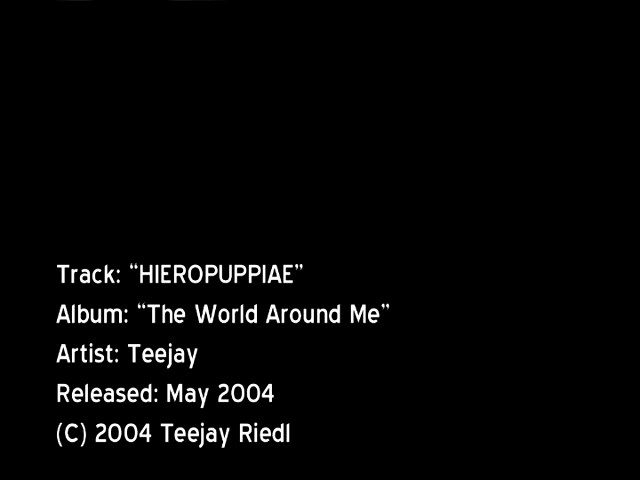 Track: “HIEROPUPPIAE”
Album: “The World Around Me”
Artist: Teejay
Released: May 2004
(C) 2004 Teejay Riedl